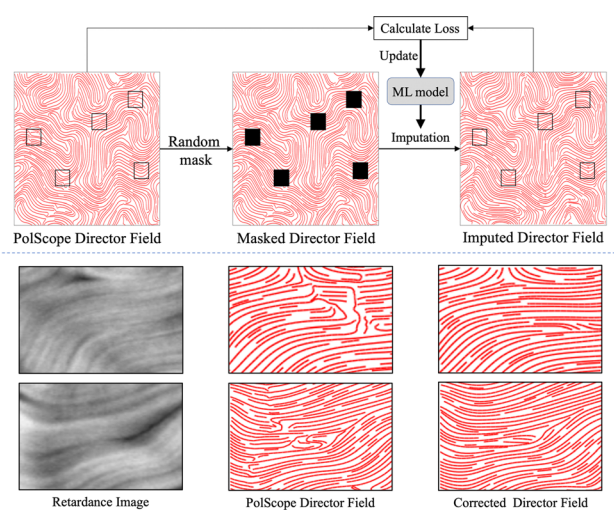 Calculate Loss
Update
ML model
Random
mask
Imputation
PolScope Director Field
Masked Director Field
Imputed Director Field
Retardance Image
PolScope Director Field
Corrected Director Field